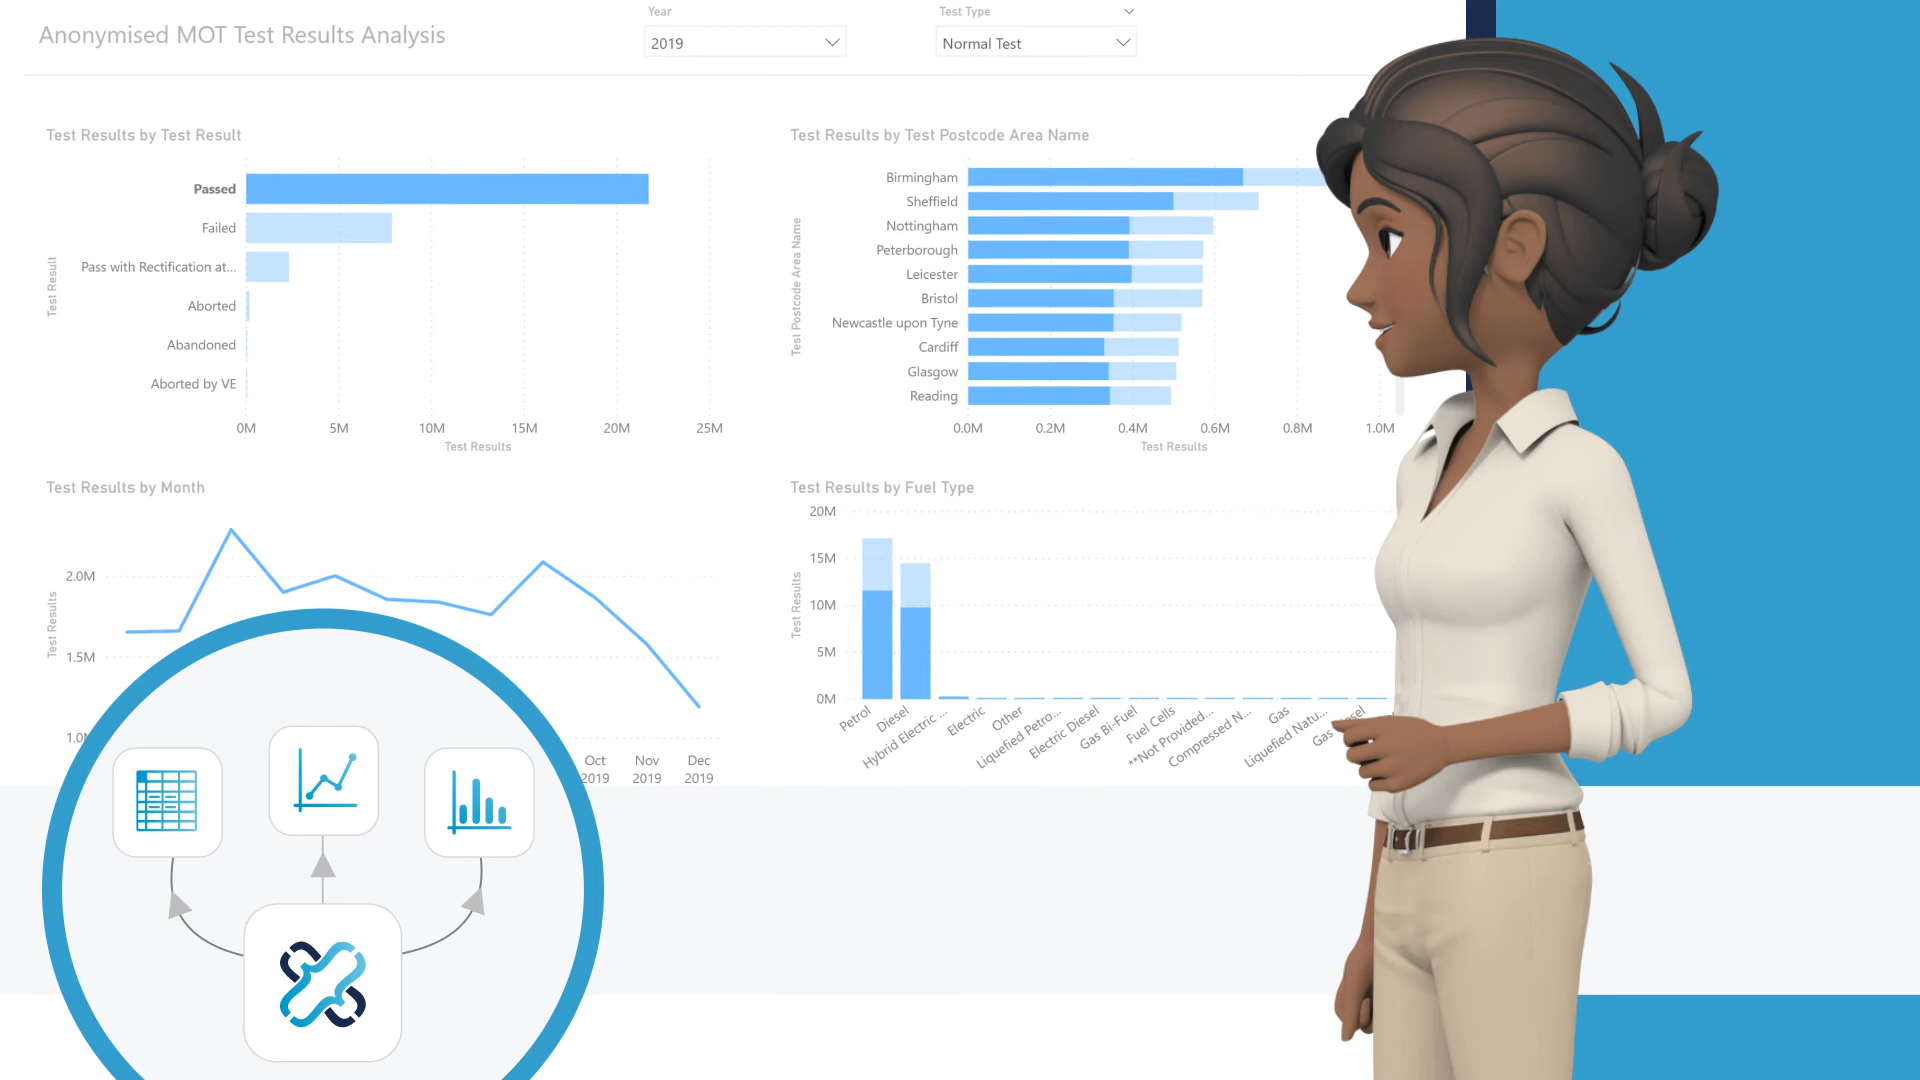 Anonymised MOT Test Results Analysis
Year
2019
Test Type
Normal Test
Test Results by Test Result
Test Result
Passed
Failed
Pass with Rectification at...
Aborted
Abandoned
Aborted by VE
0M 5M 10M 15M 20M 25M
Test Results
Test Results by Test Postcode Area Name
Test Postcode Area Name
Birmingham
Sheffield
Nottingham
Peterborough
Leicester
Bristol
Newcastle upon Tyne
Cardiff
Glasgow
Reading
0.0M 0.2M 0.4M 0.6M 0.8M 1.0M
Test Results
Test Results by Month
Test Results
2.0M
1.5M
1.0
Oct 2019
Nov 2019
Dec 2019
Test Results by Fuel Type
Test Results
20M
15M
10M
5M
0M
Petrol
Diesel
Hybrid Electric ...
Electric
Other
Liquefied Petro...
Electric Diesel
Gas Bi-Fuel
Fuel Cells
**Not Provided...
Compressed N...
Gas
Liquefied Natu...